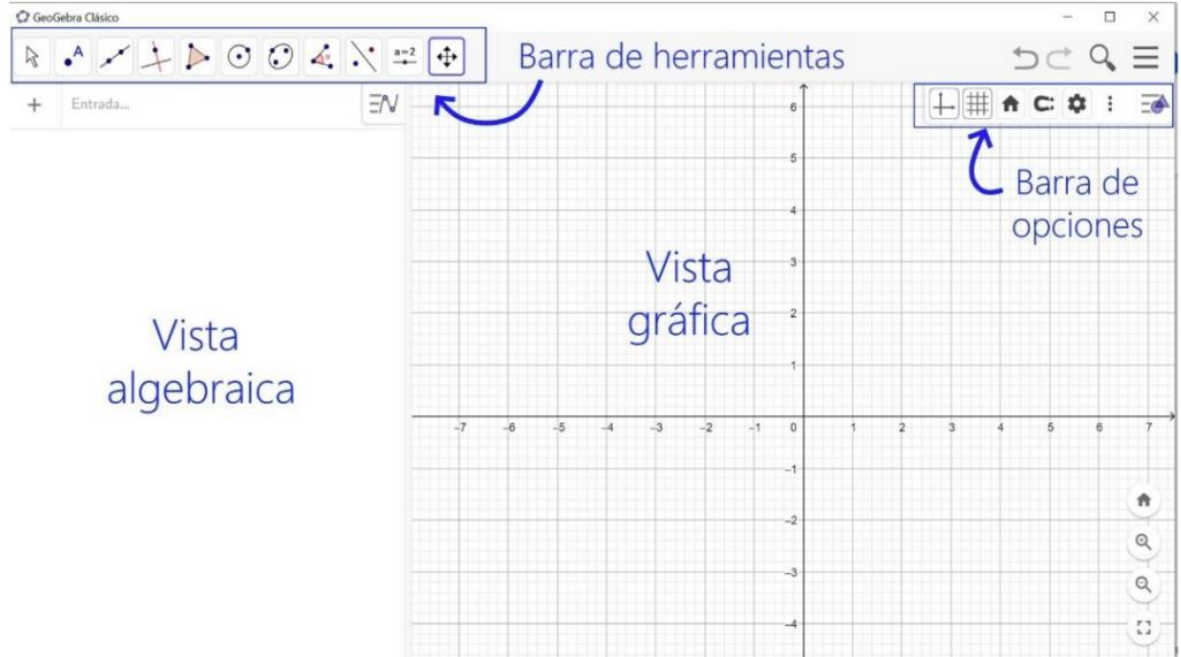 GeoGebra Clásico
A
a=2
Barra de herramientas
Entrada...
Barra de
opciones
Vista
algebraica
Vista
gráfica
6
5
4
3
2
1
-7 -6 -5 -4 -3 -2 -1 0 1 2 3 4 5 6 7
-1
-2
-3
-4